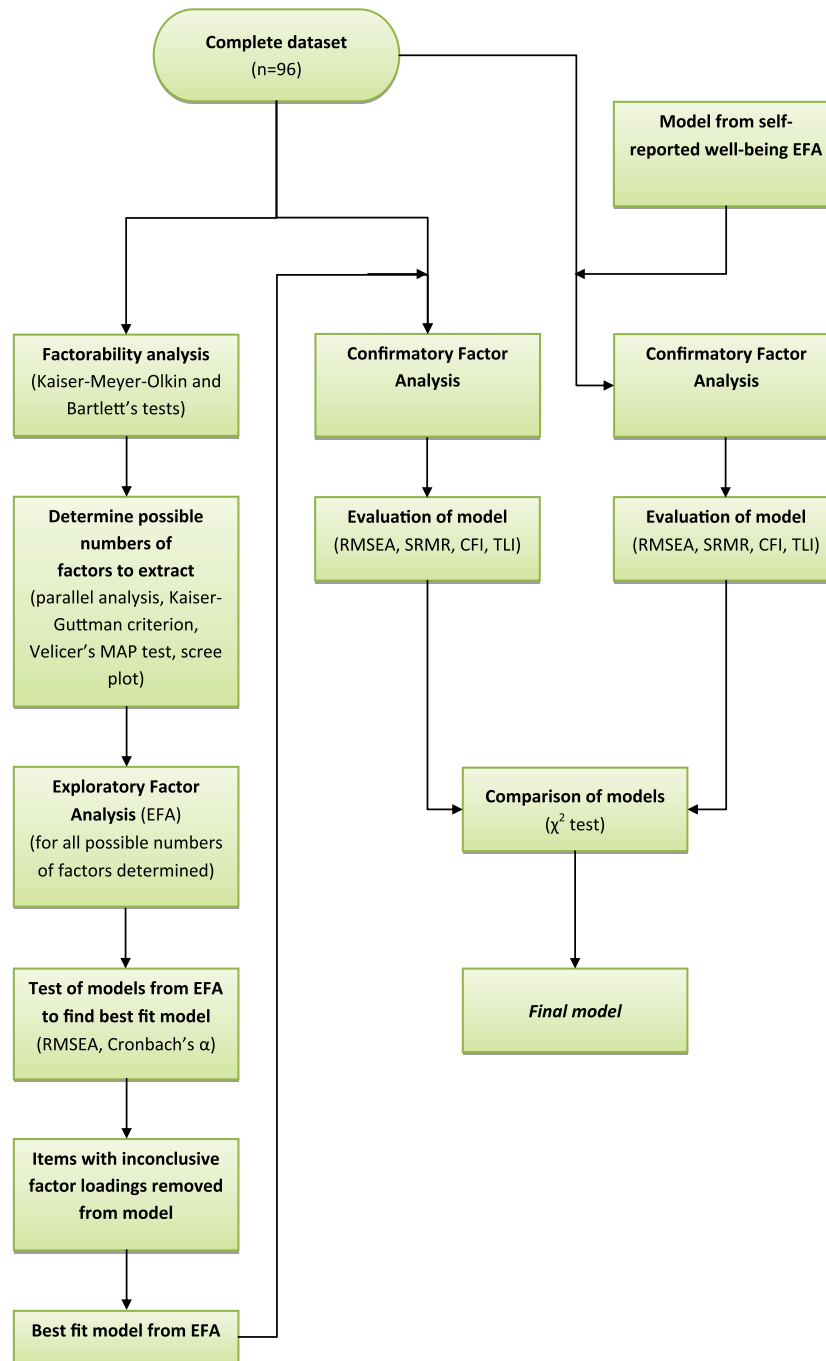 Complete dataset
(n=96)
Model from self-
reported well-being EFA
Factorability analysis
(Kaiser-Meyer-Olkin and
Bartlett's tests)
Confirmatory Factor
Analysis
Confirmatory Factor
Analysis
Determine possible
numbers of
factors to extract
(parallel analysis, Kaiser-
Guttman criterion,
Velicer's MAP test, scree
plot)
Evaluation of model
(RMSEA, SRMR, CFI, TLI)
Evaluation of model
(RMSEA, SRMR, CFI, TLI)
Exploratory Factor
Analysis (EFA)
(for all possible numbers
of factors determined)
Comparison of models
(χ² test)
Test of models from EFA
to find best fit model
(RMSEA, Cronbach's α)
Final model
Items with inconclusive
factor loadings removed
from model
Best fit model from EFA